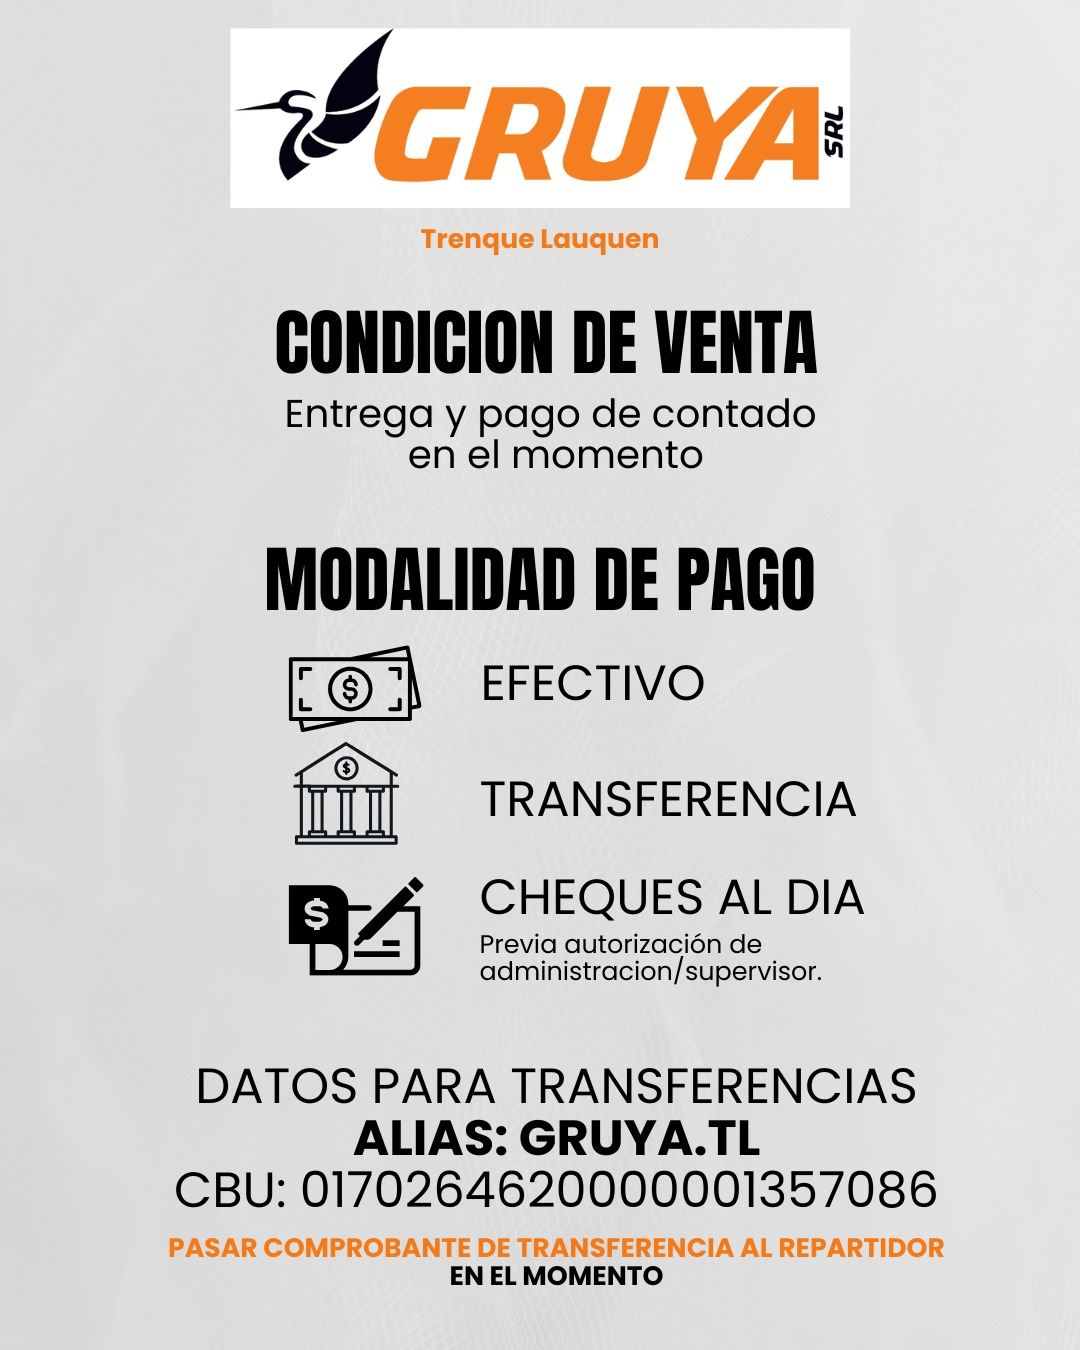 GRUYA SRL
Trenque Lauquen
CONDICION DE VENTA
Entrega y pago de contado
en el momento
MODALIDAD DE PAGO
$
EFECTIVO
$
TRANSFERENCIA
$
CHEQUES AL DIA
Previa autorización de
administracion/supervisor.
DATOS PARA TRANSFERENCIAS
ALIAS: GRUYA.TL
CBU: 0170264620000001357086
PASAR COMPROBANTE DE TRANSFERENCIA AL REPARTIDOR
EN EL MOMENTO